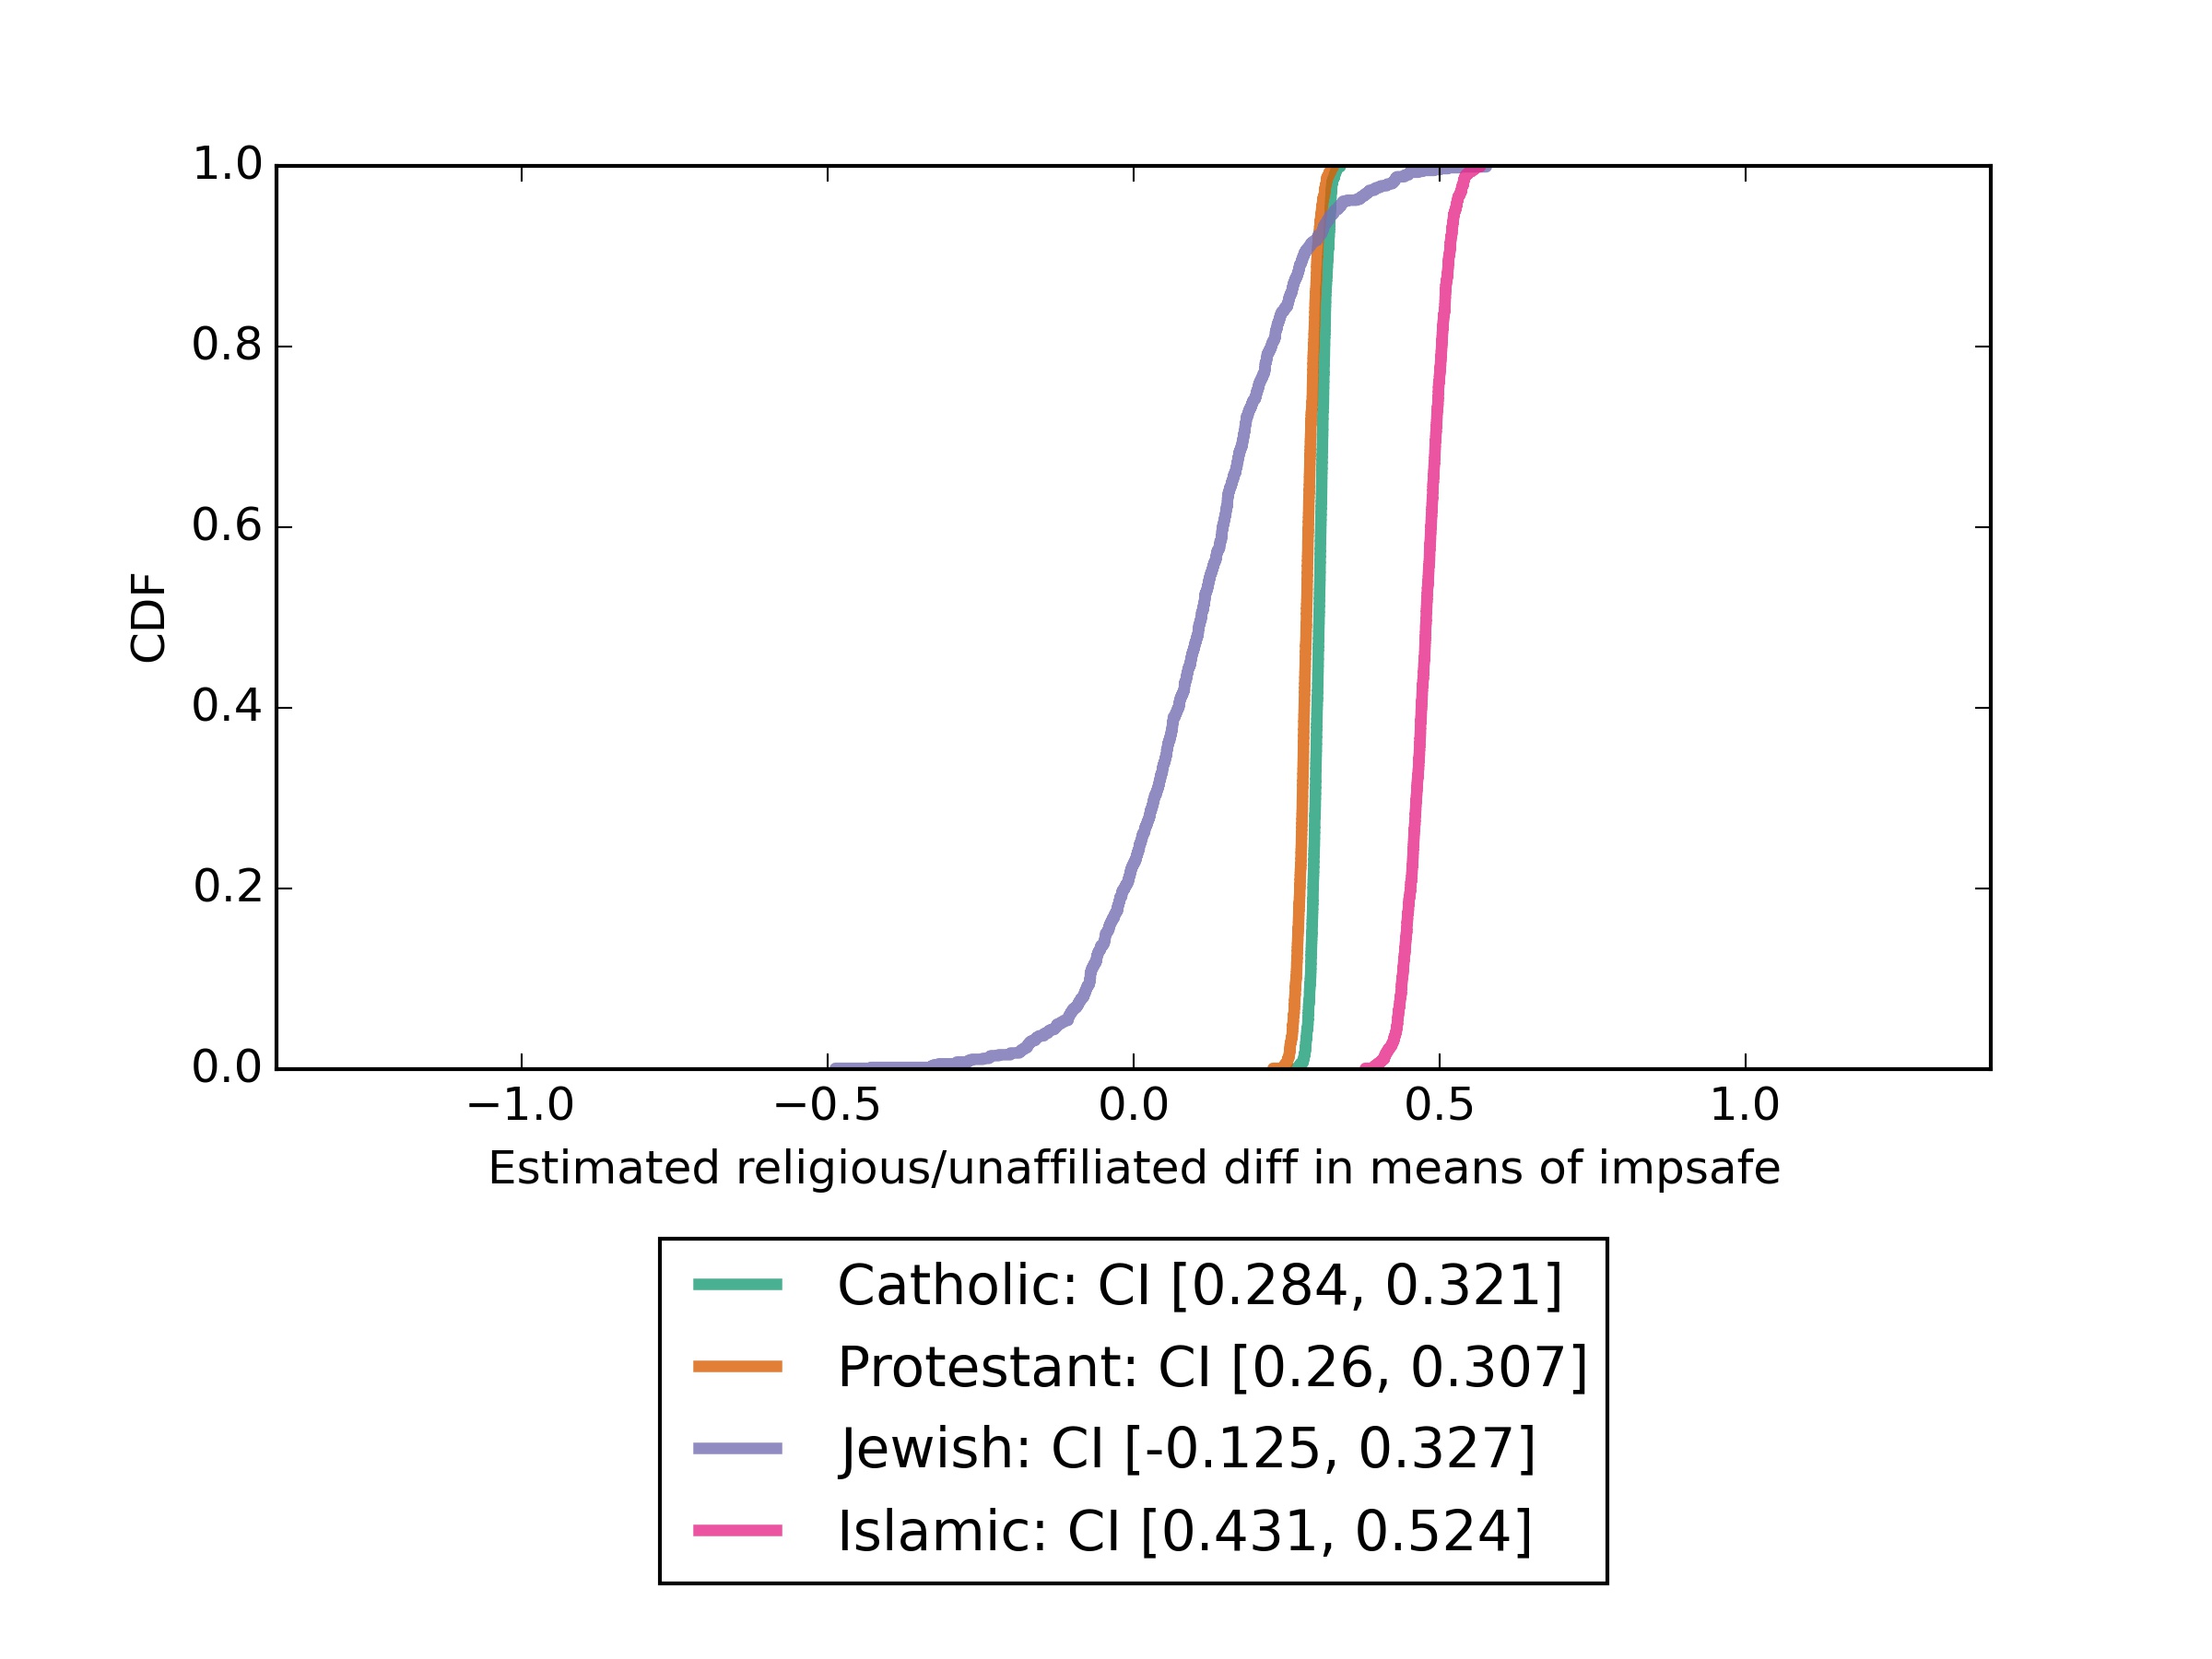 1.0
0.8
0.6
0.4
0.2
0.0
CDF
−1.0 −0.5 0.0 0.5 1.0
Estimated religious/unaffiliated diff in means of impsafe
Catholic: CI [0.284, 0.321]
Protestant: CI [0.26, 0.307]
Jewish: CI [-0.125, 0.327]
Islamic: CI [0.431, 0.524]